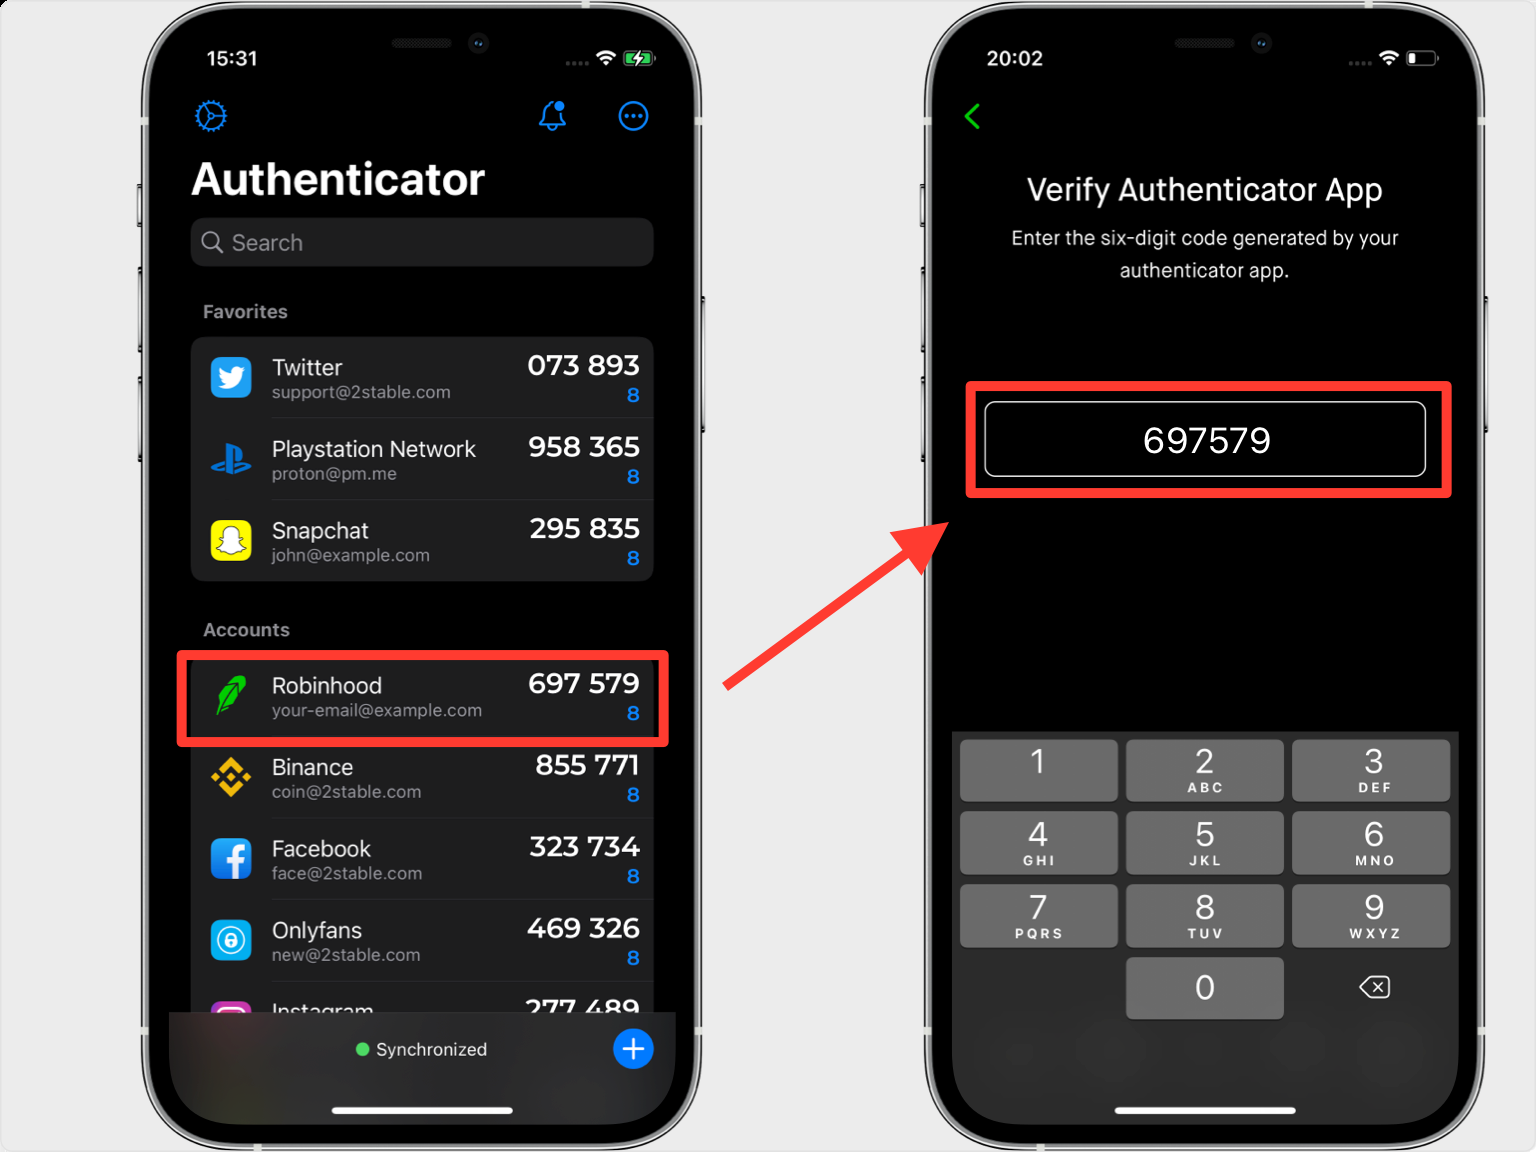 15:31
Authenticator
Search
Favorites
Twitter 073 893
support@2stable.com 8
Playstation Network 958 365
proton@pm.me 8
Snapchat 295 835
john@example.com 8
Accounts
Robinhood 697 579
your-email@example.com 8
Binance 855 771
coin@2stable.com 8
Facebook 323 734
face@2stable.com 8
Onlyfans 469 326
new@2stable.com 8
Instagram 277 489
Synchronized
20:02
Verify Authenticator App
Enter the six-digit code generated by your
authenticator app.
697579
1 2 3
ABC DEF
4 5 6
GHI JKL MNO
7 8 9
PQRS TUV WXYZ
0